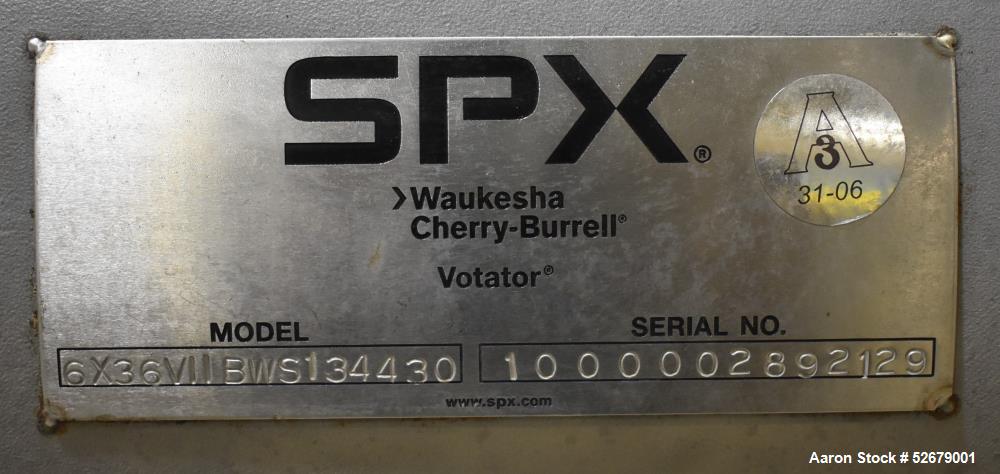 SPX®
A
3
31-06
Waukesha
Cherry-Burrell®
Votator®
MODEL
SERIAL NO.
6X36VIIBWS134430
1000002892129
www.spx.com
Aaron Stock # 52679001